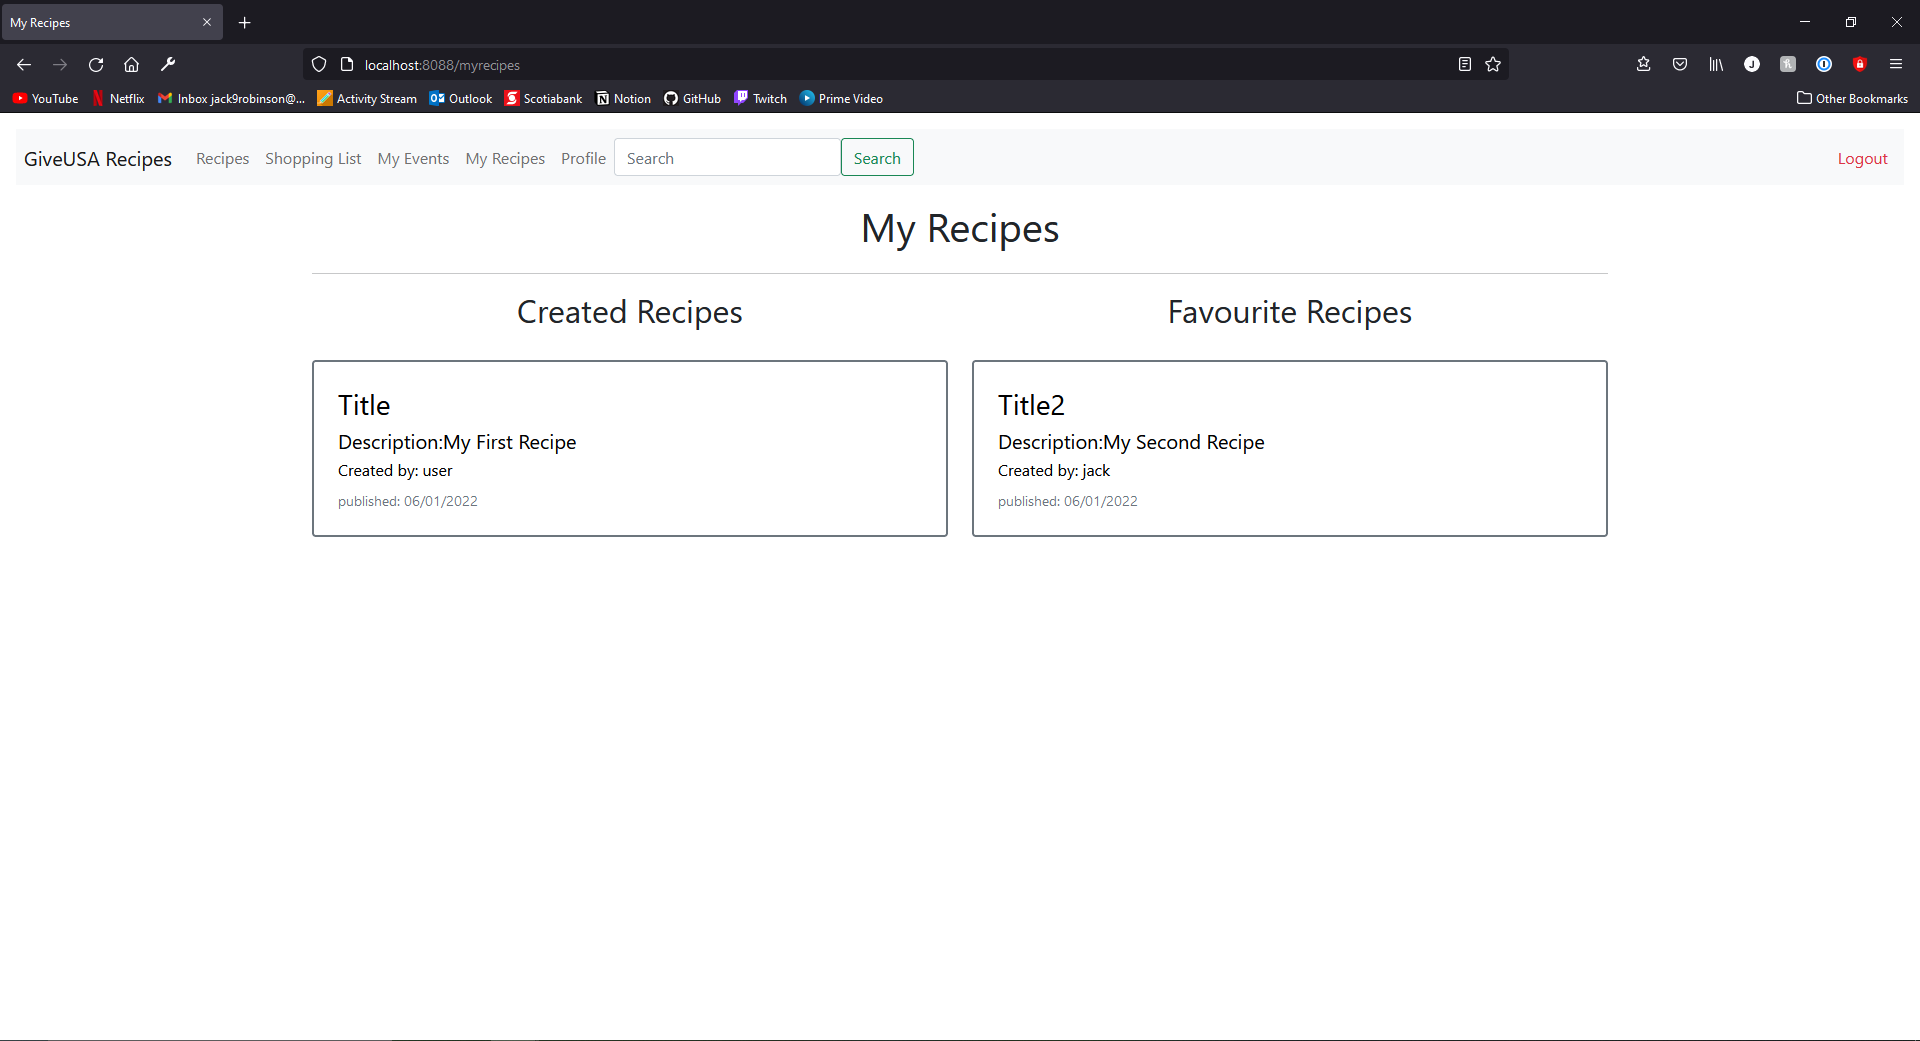 My Recipes
localhost:8088/myrecipes
YouTube Netflix Inbox jack9robinson@... Activity Stream Outlook Scotiabank Notion GitHub Twitch Prime Video Other Bookmarks
GiveUSA Recipes Recipes Shopping List My Events My Recipes Profile Search Search Logout
My Recipes
Created Recipes
Title
Description:My First Recipe
Created by: user
published: 06/01/2022
Favourite Recipes
Title2
Description:My Second Recipe
Created by: jack
published: 06/01/2022